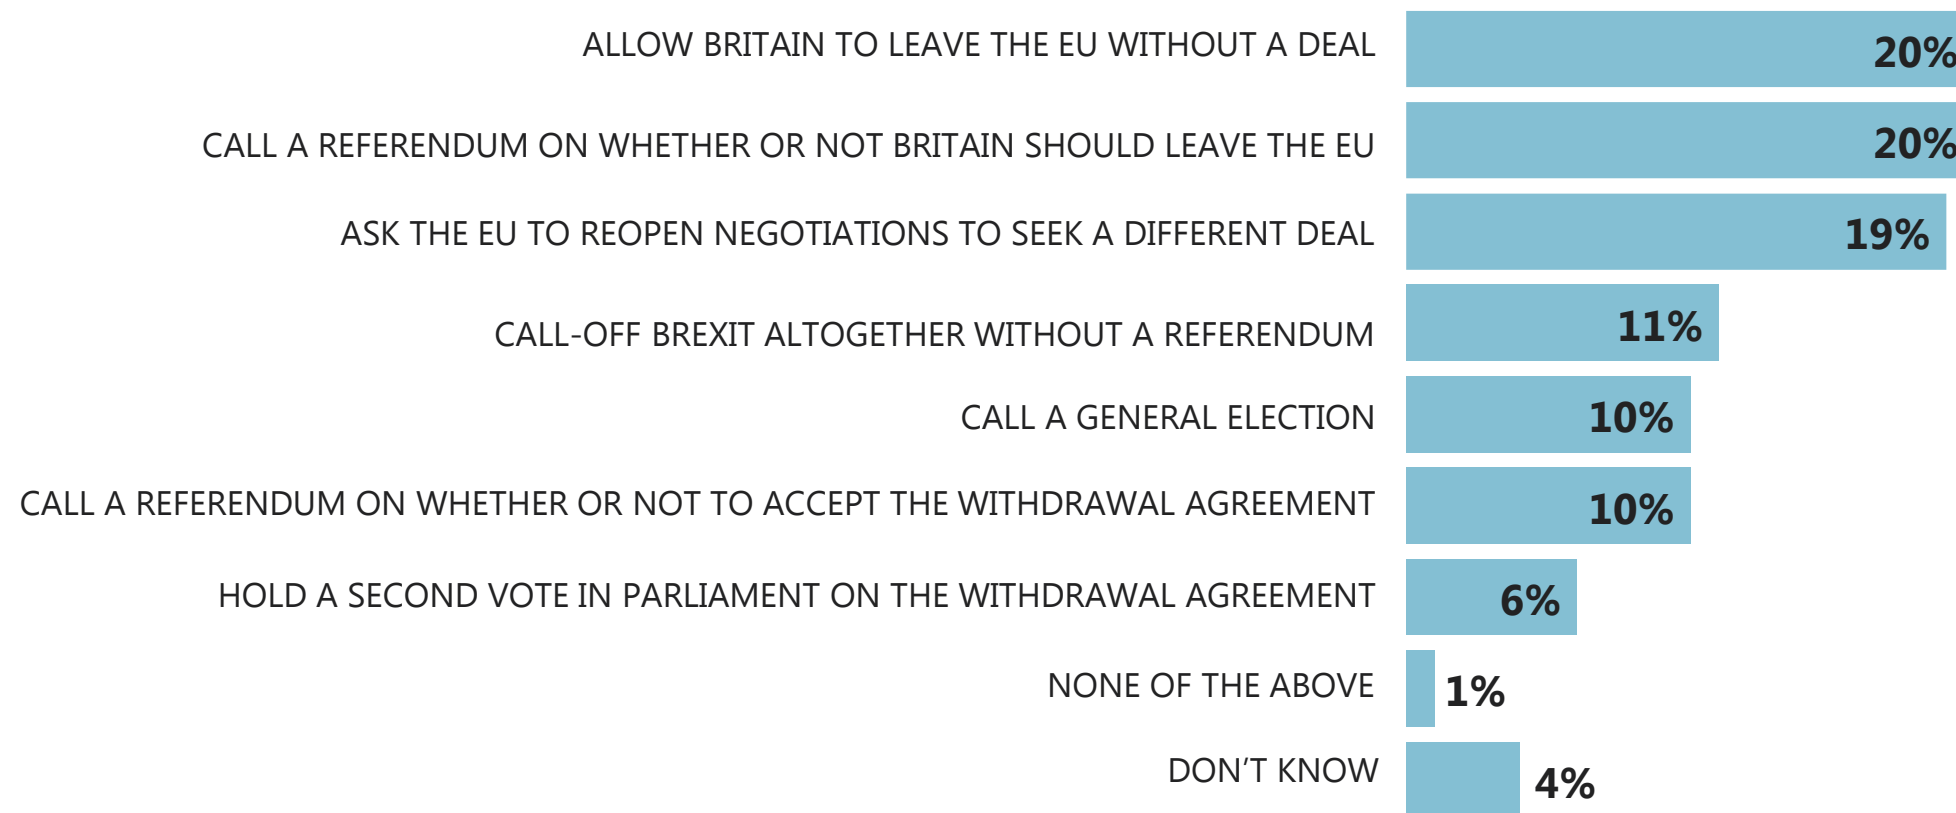 ALLOW BRITAIN TO LEAVE THE EU WITHOUT A DEAL 20%
CALL A REFERENDUM ON WHETHER OR NOT BRITAIN SHOULD LEAVE THE EU 20%
ASK THE EU TO REOPEN NEGOTIATIONS TO SEEK A DIFFERENT DEAL 19%
CALL-OFF BREXIT ALTOGETHER WITHOUT A REFERENDUM 11%
CALL A GENERAL ELECTION 10%
CALL A REFERENDUM ON WHETHER OR NOT TO ACCEPT THE WITHDRAWAL AGREEMENT 10%
HOLD A SECOND VOTE IN PARLIAMENT ON THE WITHDRAWAL AGREEMENT 6%
NONE OF THE ABOVE 1%
DON’T KNOW 4%